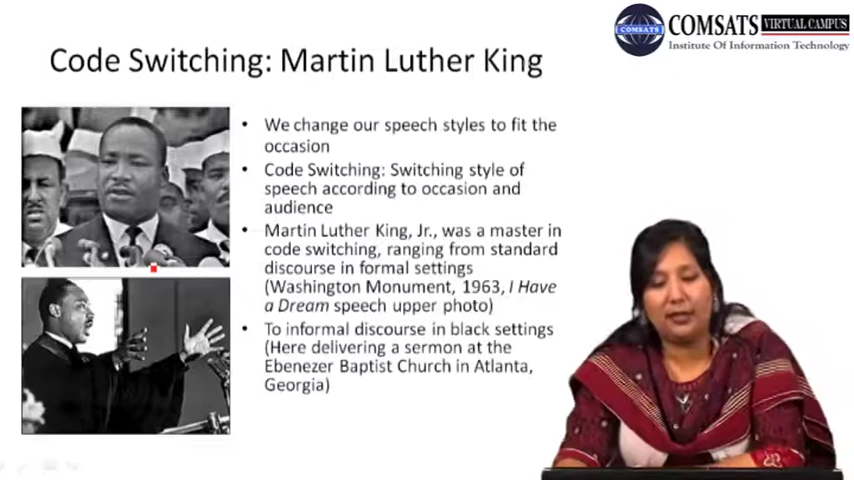 COMSATS VIRTUAL CAMPUS
COMSATS
Institute Of Information Technology
Code Switching: Martin Luther King
• We change our speech styles to fit the
occasion
• Code Switching: Switching style of
speech according to occasion and
audience
• Martin Luther King, Jr., was a master in
code switching, ranging from standard
discourse in formal settings
(Washington Monument, 1963, I Have
a Dream speech upper photo)
• To informal discourse in black settings
(Here delivering a sermon at the
Ebenezer Baptist Church in Atlanta,
Georgia)